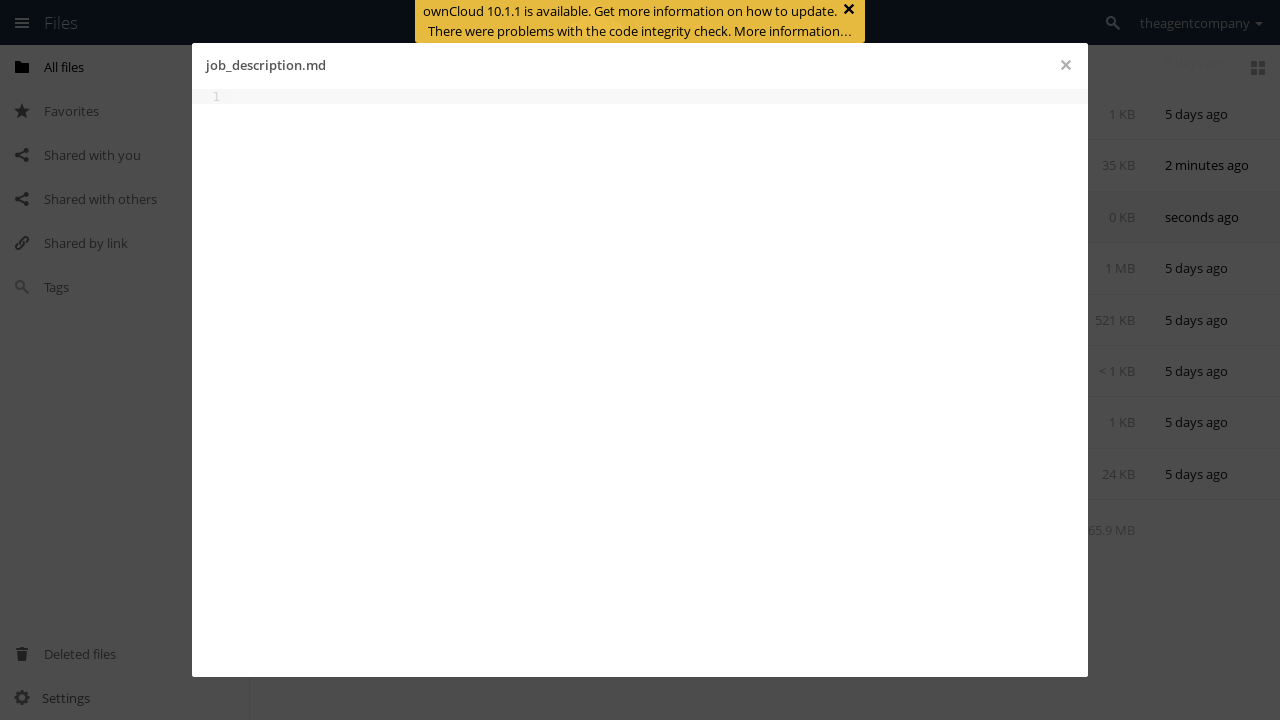 ownCloud 10.1.1 is available. Get more information on how to update.
There were problems with the code integrity check. More information…
Files
theagentcompany
job_description.md
1
All files
Favorites
Shared with you
Shared with others
Shared by link
Tags
1 KB 5 days ago
35 KB 2 minutes ago
0 KB seconds ago
1 MB 5 days ago
521 KB 5 days ago
< 1 KB 5 days ago
1 KB 5 days ago
24 KB 5 days ago
65.9 MB
Deleted files
Settings